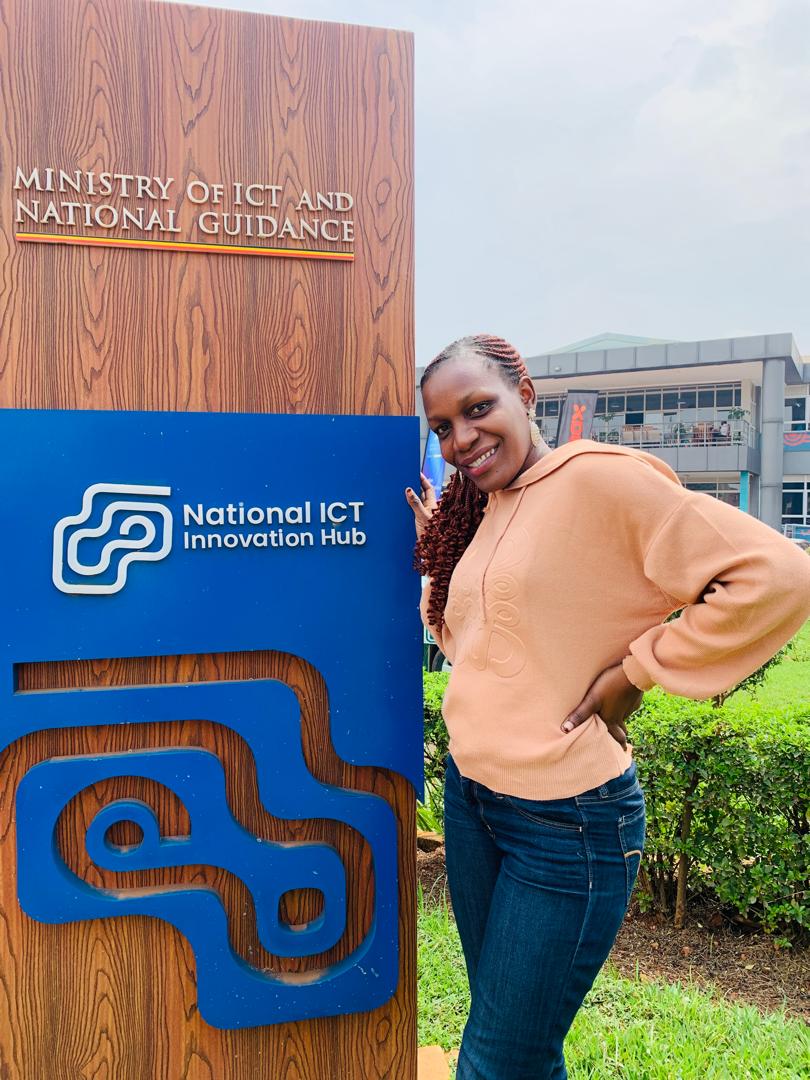 MINISTRY OF ICT AND
NATIONAL GUIDANCE
National ICT
Innovation Hub